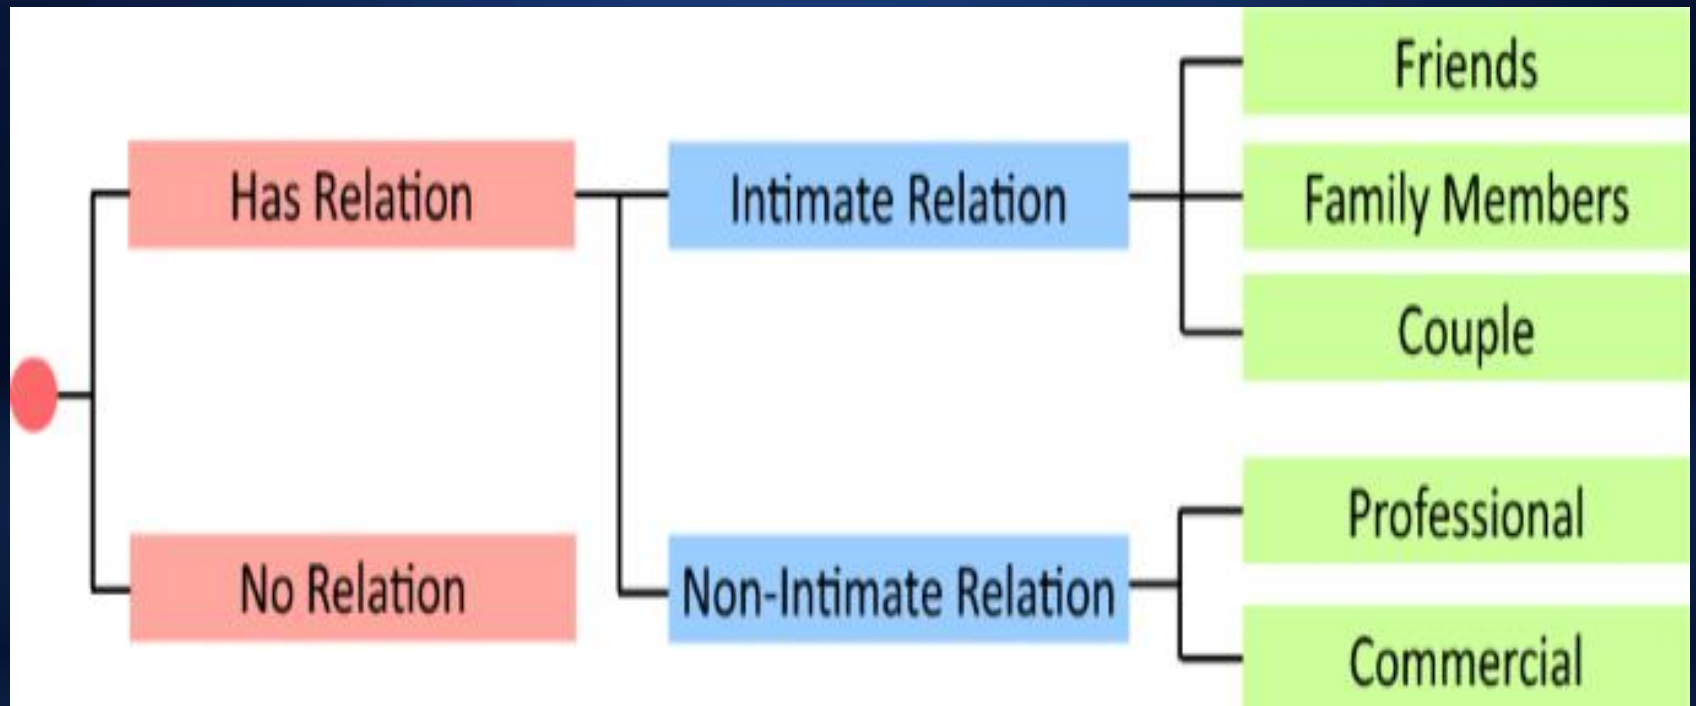 Friends
Has Relation
Intimate Relation
Family Members
Couple
Professional
No Relation
Non-Intimate Relation
Commercial